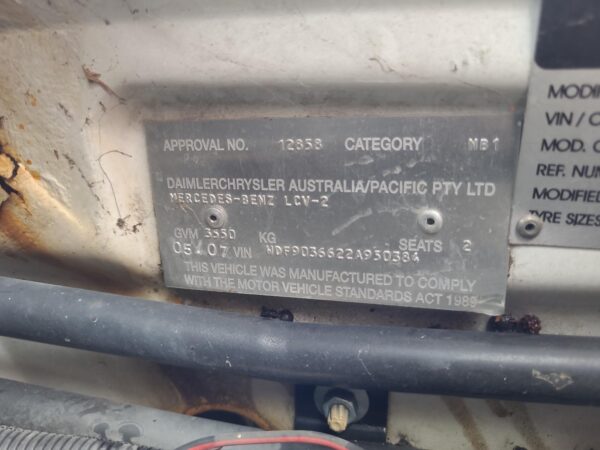 APPROVAL NO. 12858 CATEGORY NB1
DAIMLERCHRYSLER AUSTRALIA/PACIFIC PTY LTD
MERCEDES-BENZ LCV-2
GVM 3550 KG SEATS 2
05 07 VIN WDF9036622A930384
THIS VEHICLE WAS MANUFACTURED TO COMPLY
WITH THE MOTOR VEHICLE STANDARDS ACT 1989
VIN / C
MOD. 
REF. NUM
MODIFIED
TYRE SIZES